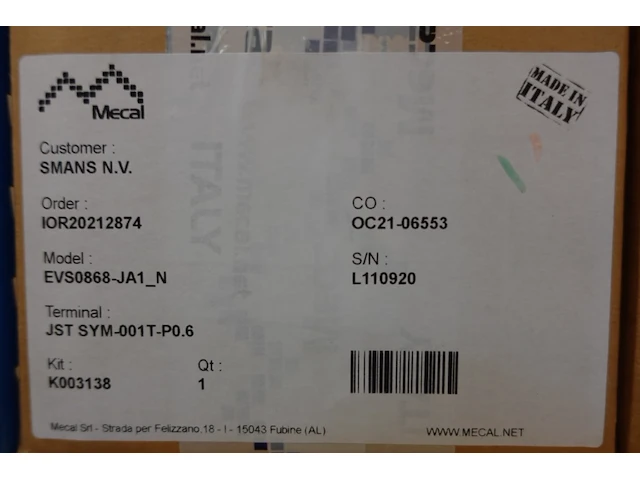 Mecal
MADE IN
ITALY
Customer :
SMANS N.V.
Order :
IOR20212874
CO :
OC21-06553
Model :
EVS0868-JA1_N
S/N :
L110920
Terminal :
JST SYM-001T-P0.6
Kit :
K003138
Qt :
1
Mecal Srl - Strada per Felizzano,18 - I - 15043 Fubine (AL)
WWW.MECAL.NET
ITALY